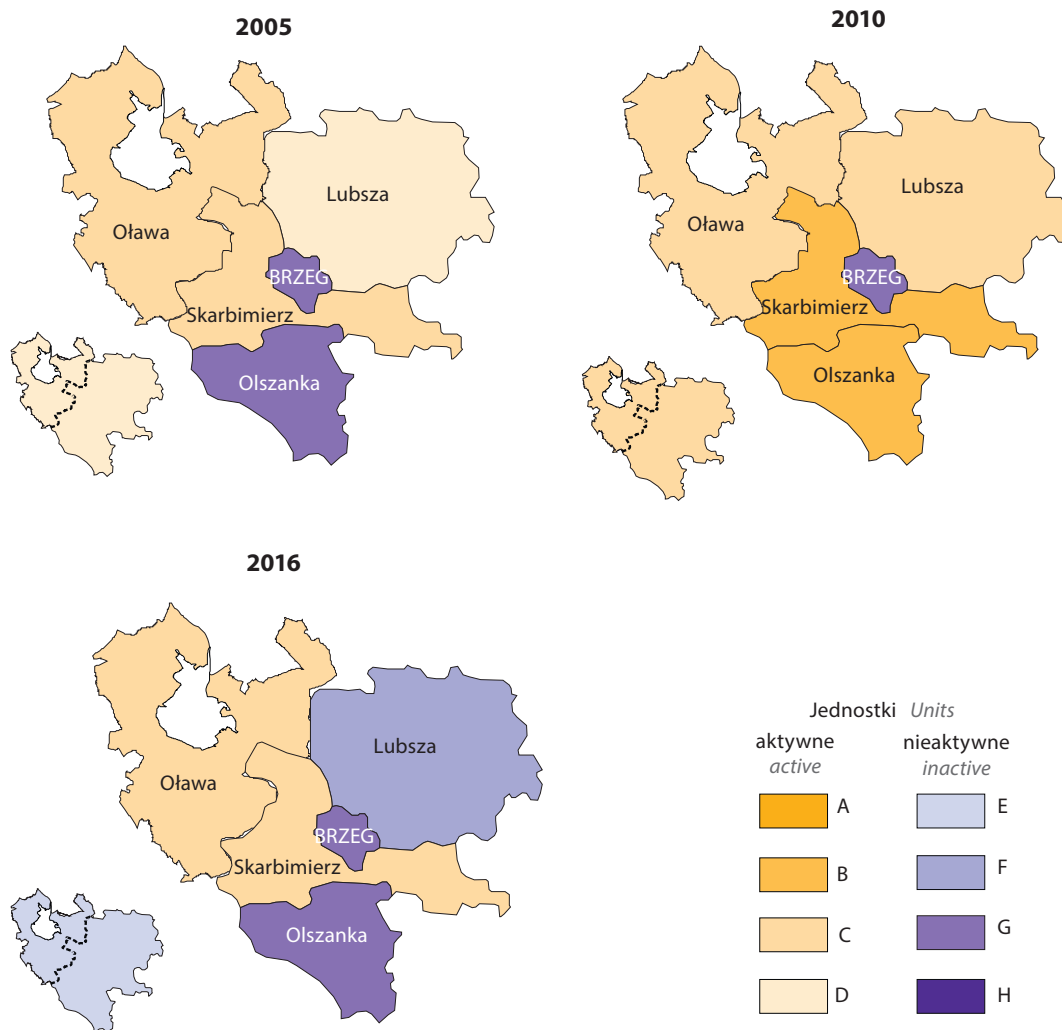 2005
Lubsza
Oława
BRZEG
Skarbimierz
Olszanka
2010
Lubsza
Oława
BRZEG
Skarbimierz
Olszanka
2016
Lubsza
Oława
BRZEG
Skarbimierz
Olszanka
Jednostki Units
aktywne nieaktywne
active inactive
A E
B F
C G
D H